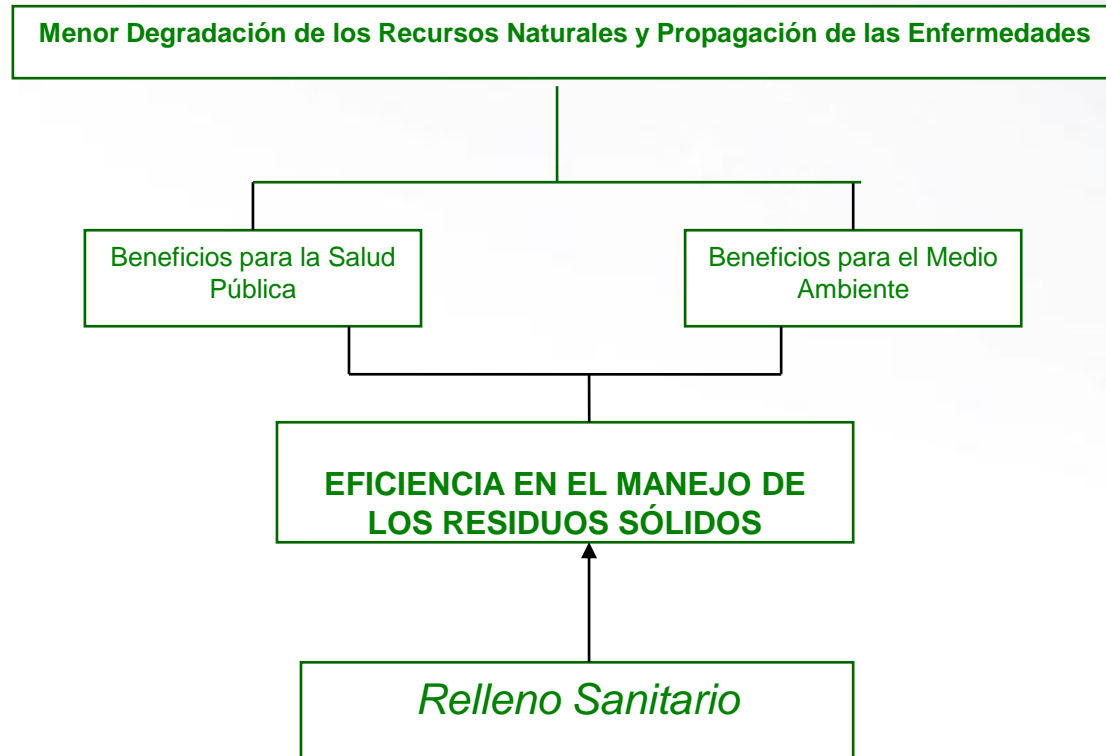 Menor Degradación de los Recursos Naturales y Propagación de las Enfermedades
Beneficios para la Salud
Pública
Beneficios para el Medio
Ambiente
EFICIENCIA EN EL MANEJO DE
LOS RESIDUOS SÓLIDOS
Relleno Sanitario